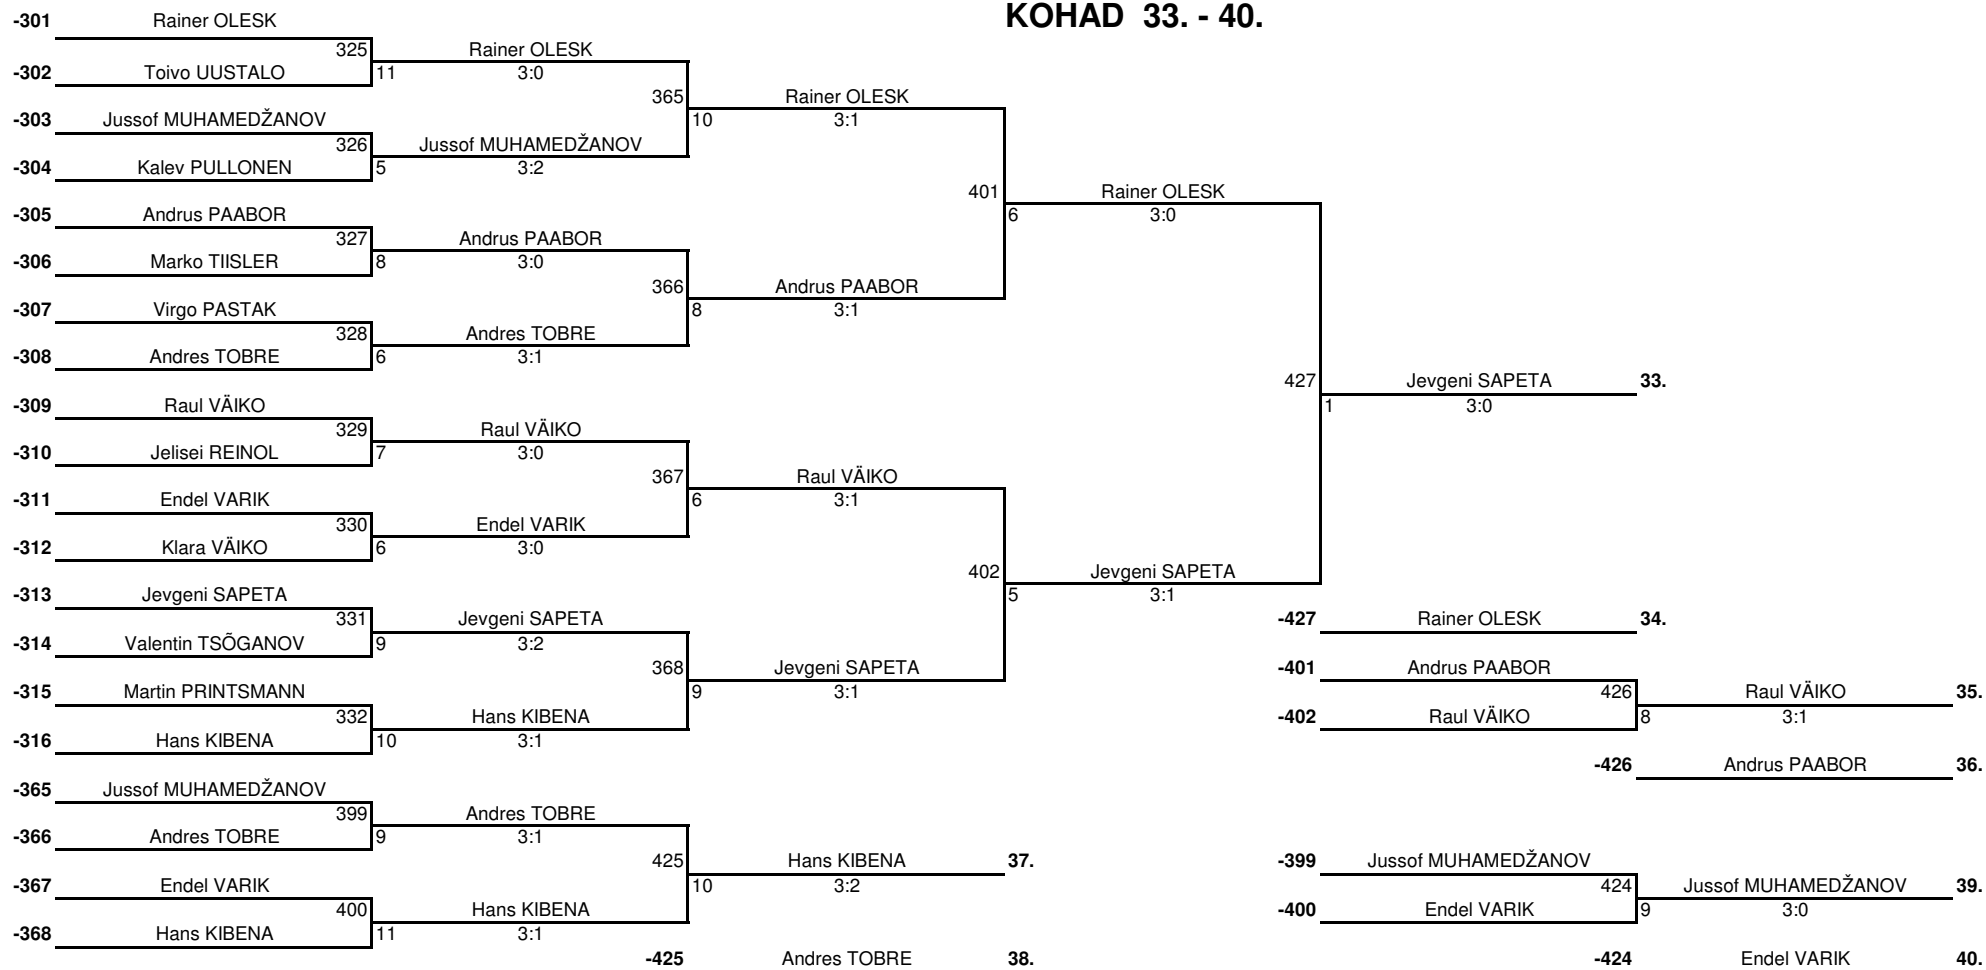 KOHAD 33. - 40.
-301 Rainer OLESK
325 Rainer OLESK
-302 Toivo UUSTALO 11 3:0
365 Rainer OLESK
-303 Jussof MUHAMEDŽANOV 10 3:1
326 Jussof MUHAMEDŽANOV
-304 Kalev PULLONEN 5 3:2
401 Rainer OLESK
-305 Andrus PAABOR 6 3:0
327 Andrus PAABOR
-306 Marko TIISLER 8 3:0
366 Andrus PAABOR
-307 Virgo PASTAK 8 3:1
328 Andres TOBRE
-308 Andres TOBRE 6 3:1
427 Jevgeni SAPETA 33.
-309 Raul VÄIKO 1 3:0
329 Raul VÄIKO
-310 Jelisei REINOL 7 3:0
367 Raul VÄIKO
-311 Endel VARIK 6 3:1
330 Endel VARIK
-312 Klara VÄIKO 6 3:0
402 Jevgeni SAPETA
-313 Jevgeni SAPETA 5 3:1
331 Jevgeni SAPETA -427 Rainer OLESK 34.
-314 Valentin TSÕGANOV 9 3:2
368 Jevgeni SAPETA -401 Andrus PAABOR
-315 Martin PRINTSMANN 9 3:1 426 Raul VÄIKO 35.
332 Hans KIBENA -402 Raul VÄIKO 8 3:1
-316 Hans KIBENA 10 3:1
-426 Andrus PAABOR 36.
-365 Jussof MUHAMEDŽANOV
399 Andres TOBRE
-366 Andres TOBRE 9 3:1
425 Hans KIBENA 37. -399 Jussof MUHAMEDŽANOV
-367 Endel VARIK 10 3:2 424 Jussof MUHAMEDŽANOV 39.
400 Hans KIBENA -400 Endel VARIK 9 3:0
-368 Hans KIBENA 11 3:1
-425 Andres TOBRE 38. -424 Endel VARIK 40.